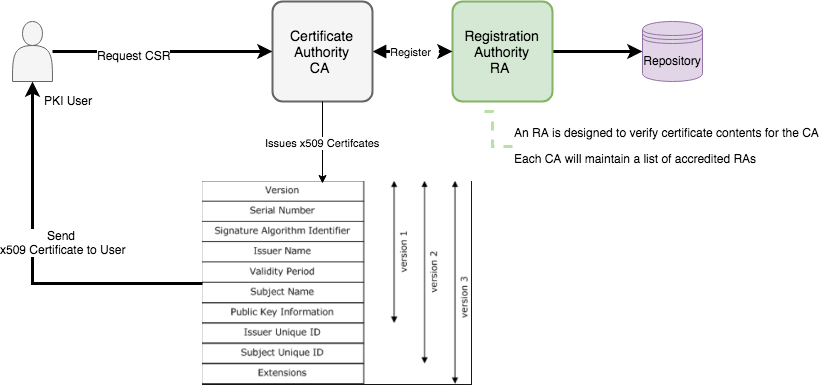 Certificate
Authority
CA
Registration
Authority
RA
Request CSR
Register
Repository
PKI User
An RA is designed to verify certificate contents for the CA
Each CA will maintain a list of accredited RAs
Issues x509 Certifcates
Version
Serial Number
Signature Algorithm Identifier
Issuer Name
Validity Period
Subject Name
Public Key Information
Issuer Unique ID
Subject Unique ID
Extensions
version 1
version 2
version 3
Send
x509 Certificate to User